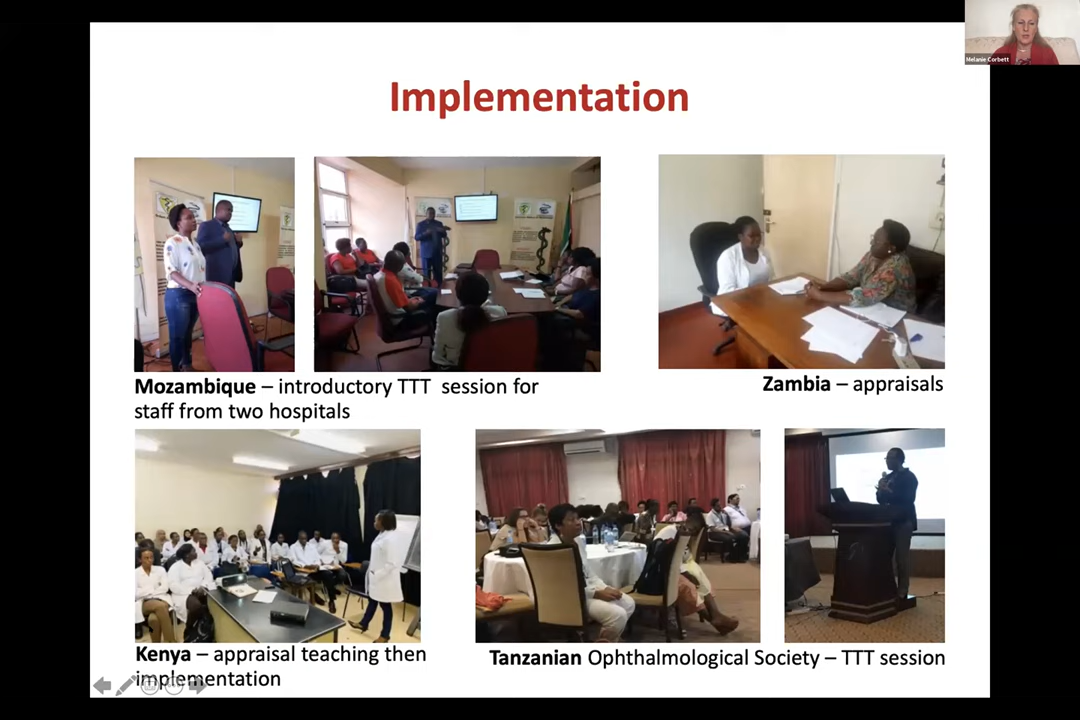 Implementation
Melanie Corbett
Mozambique – introductory TTT session for
staff from two hospitals
Zambia – appraisals
Kenya – appraisal teaching then
implementation
Tanzanian Ophthalmological Society – TTT session